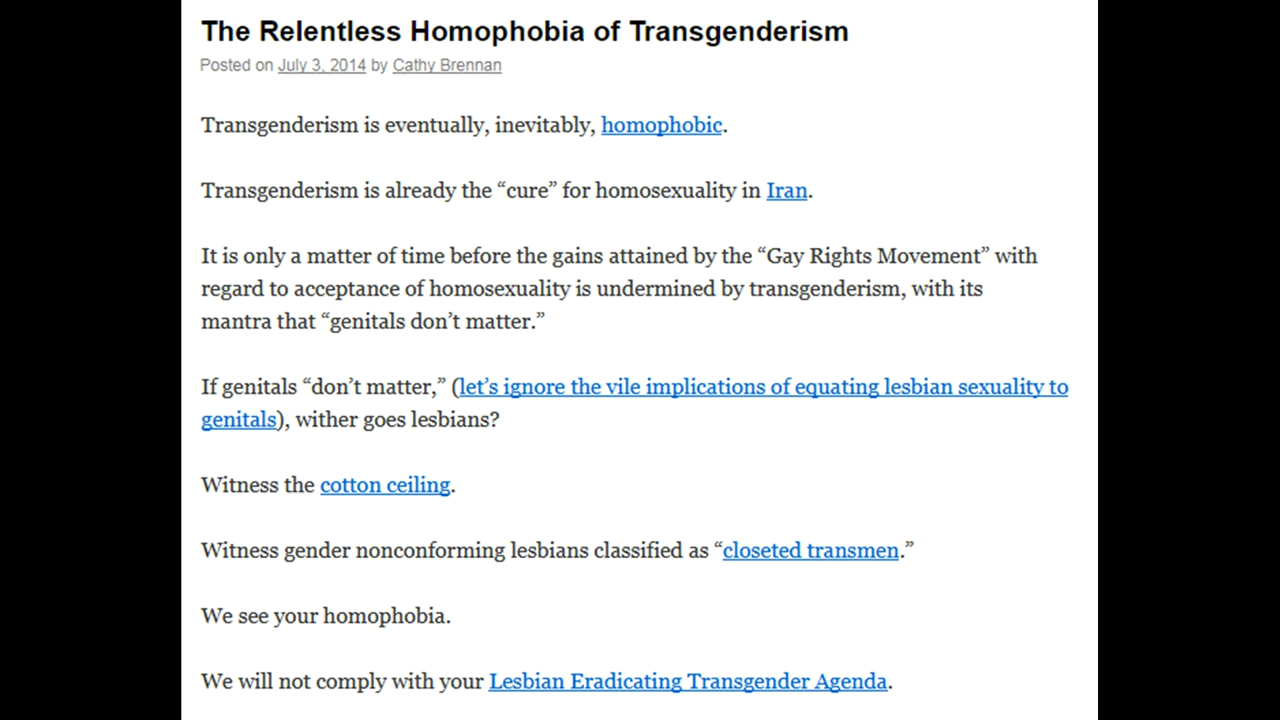 The Relentless Homophobia of Transgenderism
Posted on July 3, 2014 by Cathy Brennan
Transgenderism is eventually, inevitably, homophobic.
Transgenderism is already the “cure” for homosexuality in Iran.
It is only a matter of time before the gains attained by the “Gay Rights Movement” with
regard to acceptance of homosexuality is undermined by transgenderism, with its
mantra that “genitals don’t matter.”
If genitals “don’t matter,” (let’s ignore the vile implications of equating lesbian sexuality to
genitals), wither goes lesbians?
Witness the cotton ceiling.
Witness gender nonconforming lesbians classified as “closeted transmen.”
We see your homophobia.
We will not comply with your Lesbian Eradicating Transgender Agenda.